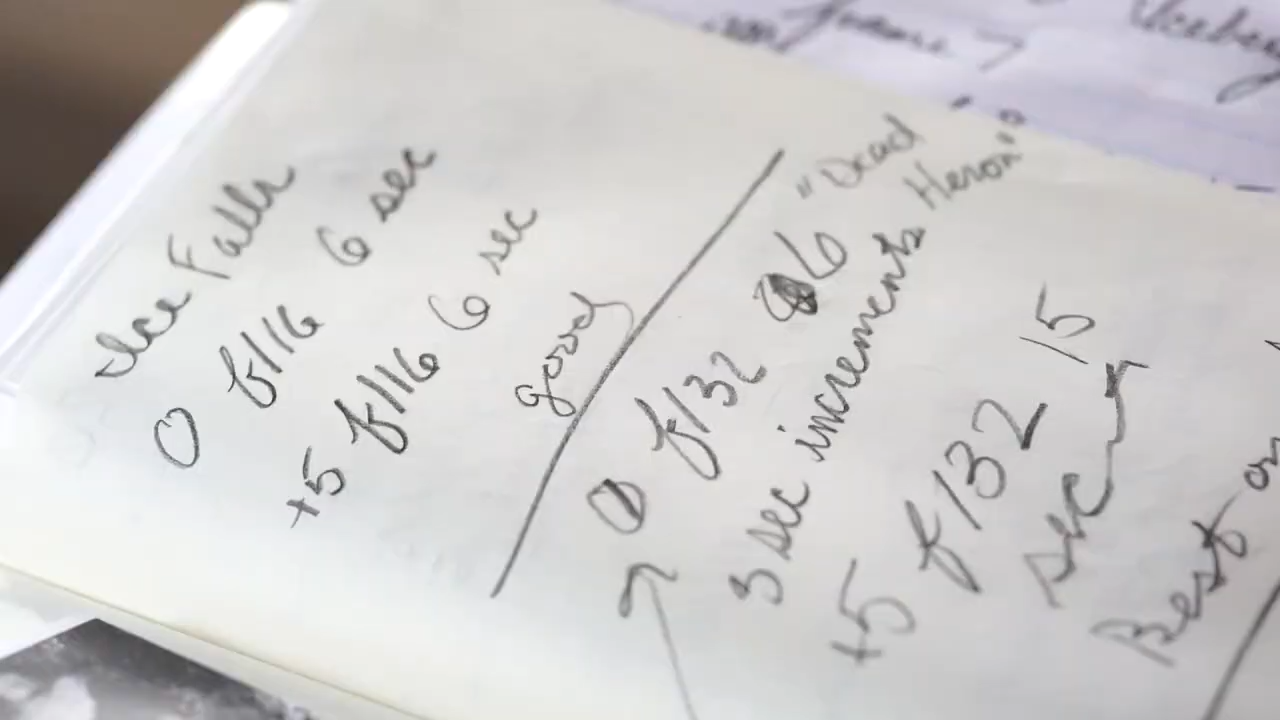 Ice Falls
0 f/16 6 sec
+5 f/16 6 sec
good
"Dead Heron"
0 f/32 6
3 sec increments
+5 f/32 15
sec
Best on